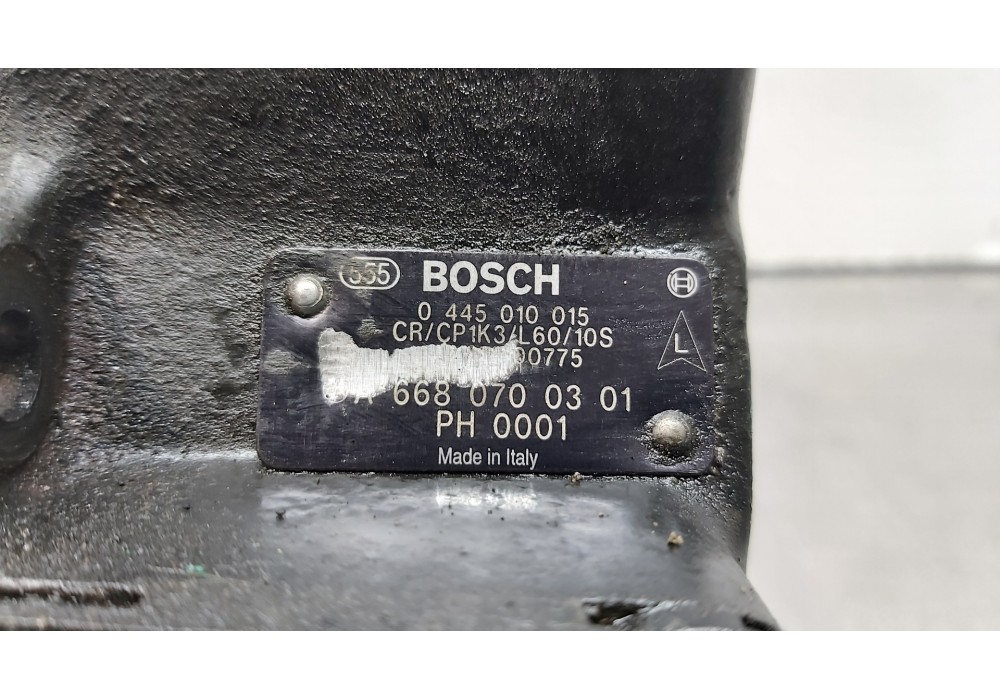 565 BOSCH
0 445 010 015
CR/CP1K3/L60/10S
L
00775
A 668 070 03 01
PH 0001
Made in Italy